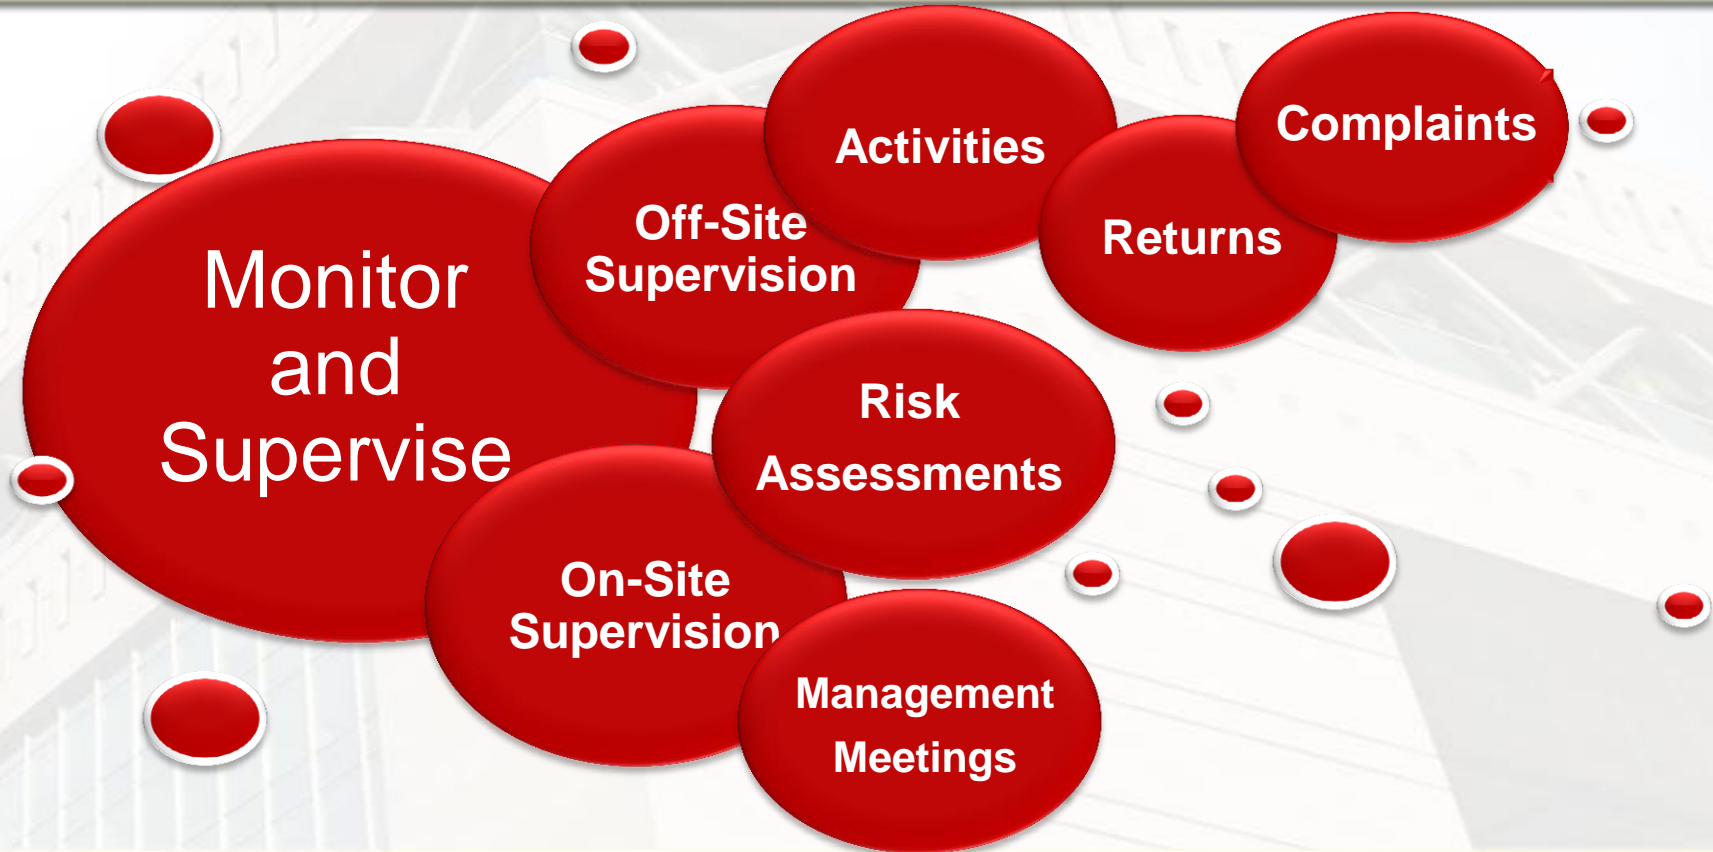 Monitor
and
Supervise
Off-Site
Supervision
Activities
Returns
Complaints
Risk
Assessments
On-Site
Supervision
Management
Meetings